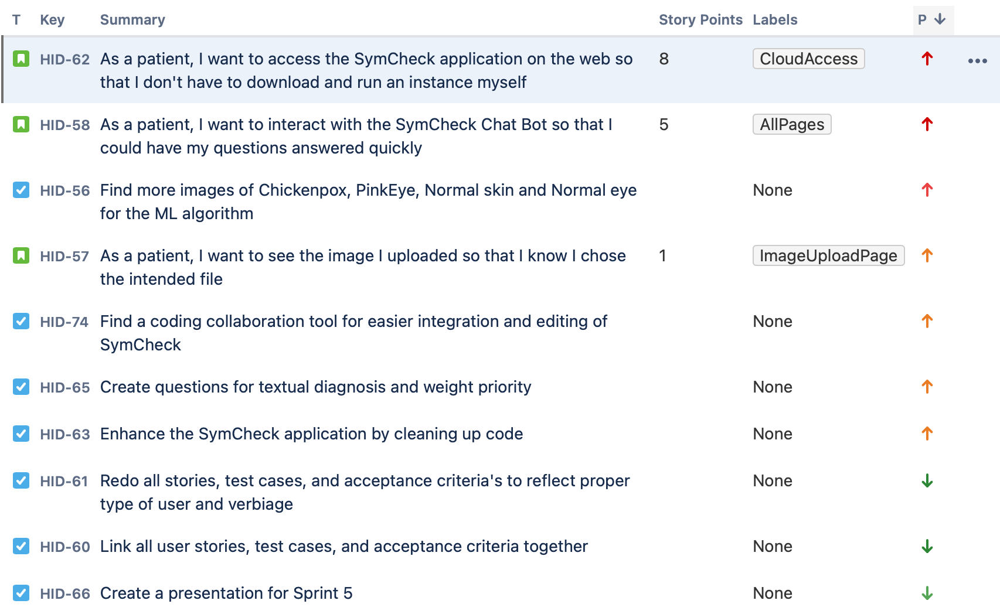 T Key Summary Story Points Labels P
HID-62 As a patient, I want to access the SymCheck application on the web so 8 CloudAccess
that I don't have to download and run an instance myself
HID-58 As a patient, I want to interact with the SymCheck Chat Bot so that I 5 AllPages
could have my questions answered quickly
HID-56 Find more images of Chickenpox, PinkEye, Normal skin and Normal eye None
for the ML algorithm
HID-57 As a patient, I want to see the image I uploaded so that I know I chose 1 ImageUploadPage
the intended file
HID-74 Find a coding collaboration tool for easier integration and editing of None
SymCheck
HID-65 Create questions for textual diagnosis and weight priority None
HID-63 Enhance the SymCheck application by cleaning up code None
HID-61 Redo all stories, test cases, and acceptance criteria's to reflect proper None
type of user and verbiage
HID-60 Link all user stories, test cases, and acceptance criteria together None
HID-66 Create a presentation for Sprint 5 None